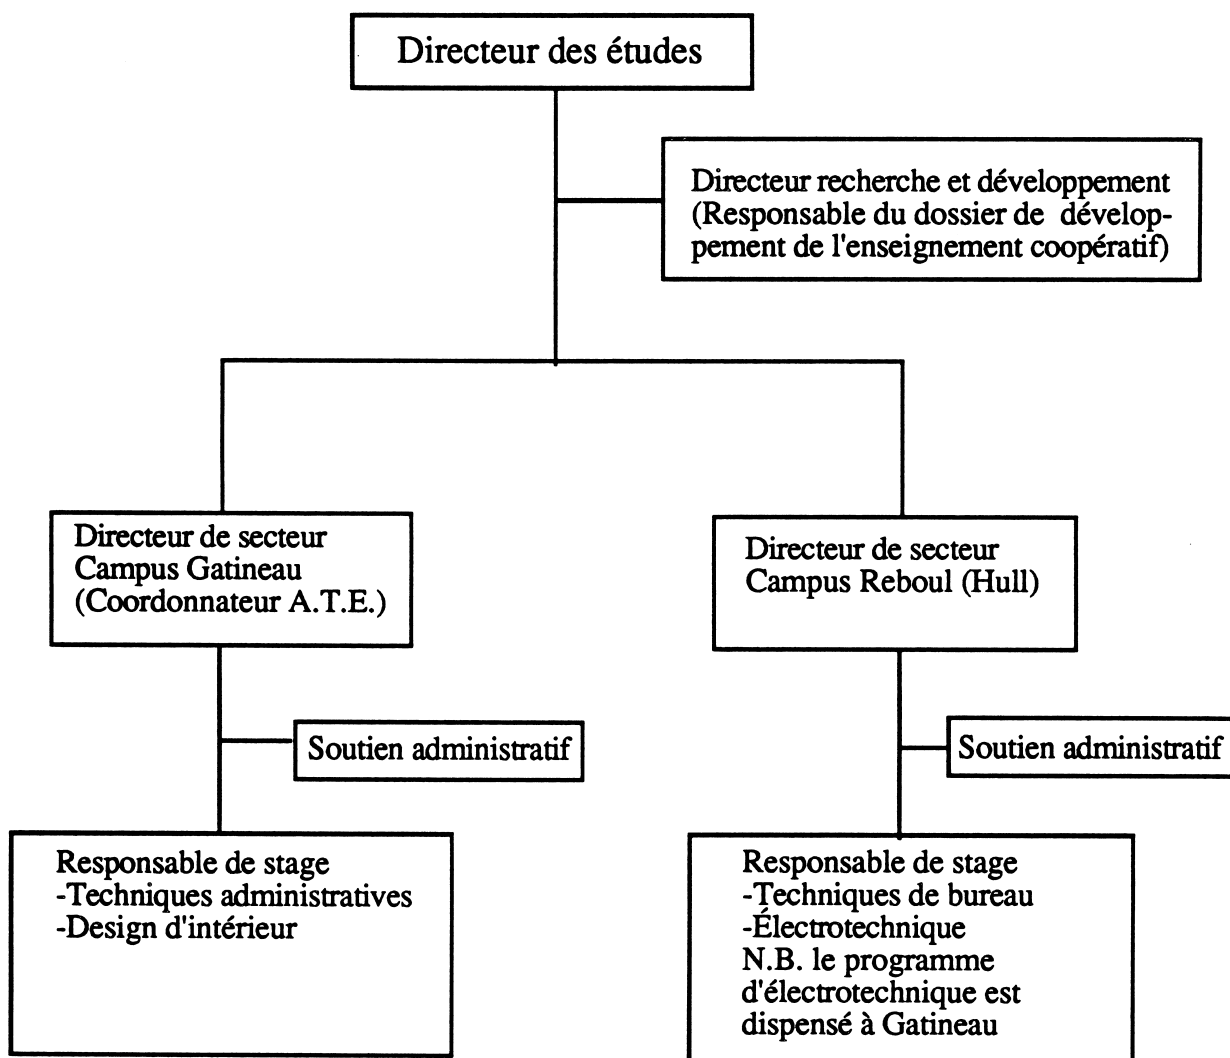 Directeur des études
Directeur recherche et développement
(Responsable du dossier de dévelop-
pement de l'enseignement coopératif)
Directeur de secteur
Campus Gatineau
(Coordonnateur A.T.E.)
Directeur de secteur
Campus Reboul (Hull)
Soutien administratif
Soutien administratif
Responsable de stage
-Techniques administratives
-Design d'intérieur
Responsable de stage
-Techniques de bureau
-Électrotechnique
N.B. le programme
d'électrotechnique est
dispensé à Gatineau